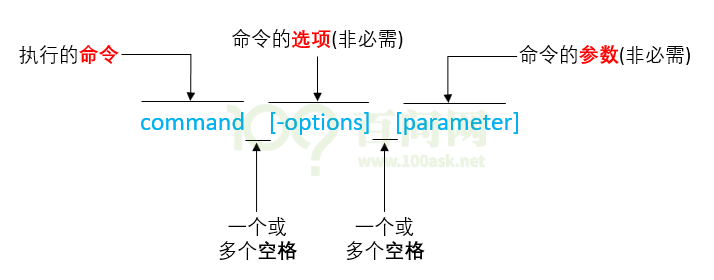 命令的选项(非必需)
执行的命令
命令的参数(非必需)
command [-options] [parameter]
100?百问网
www.100ask.net
一个或 一个或
多个空格 多个空格